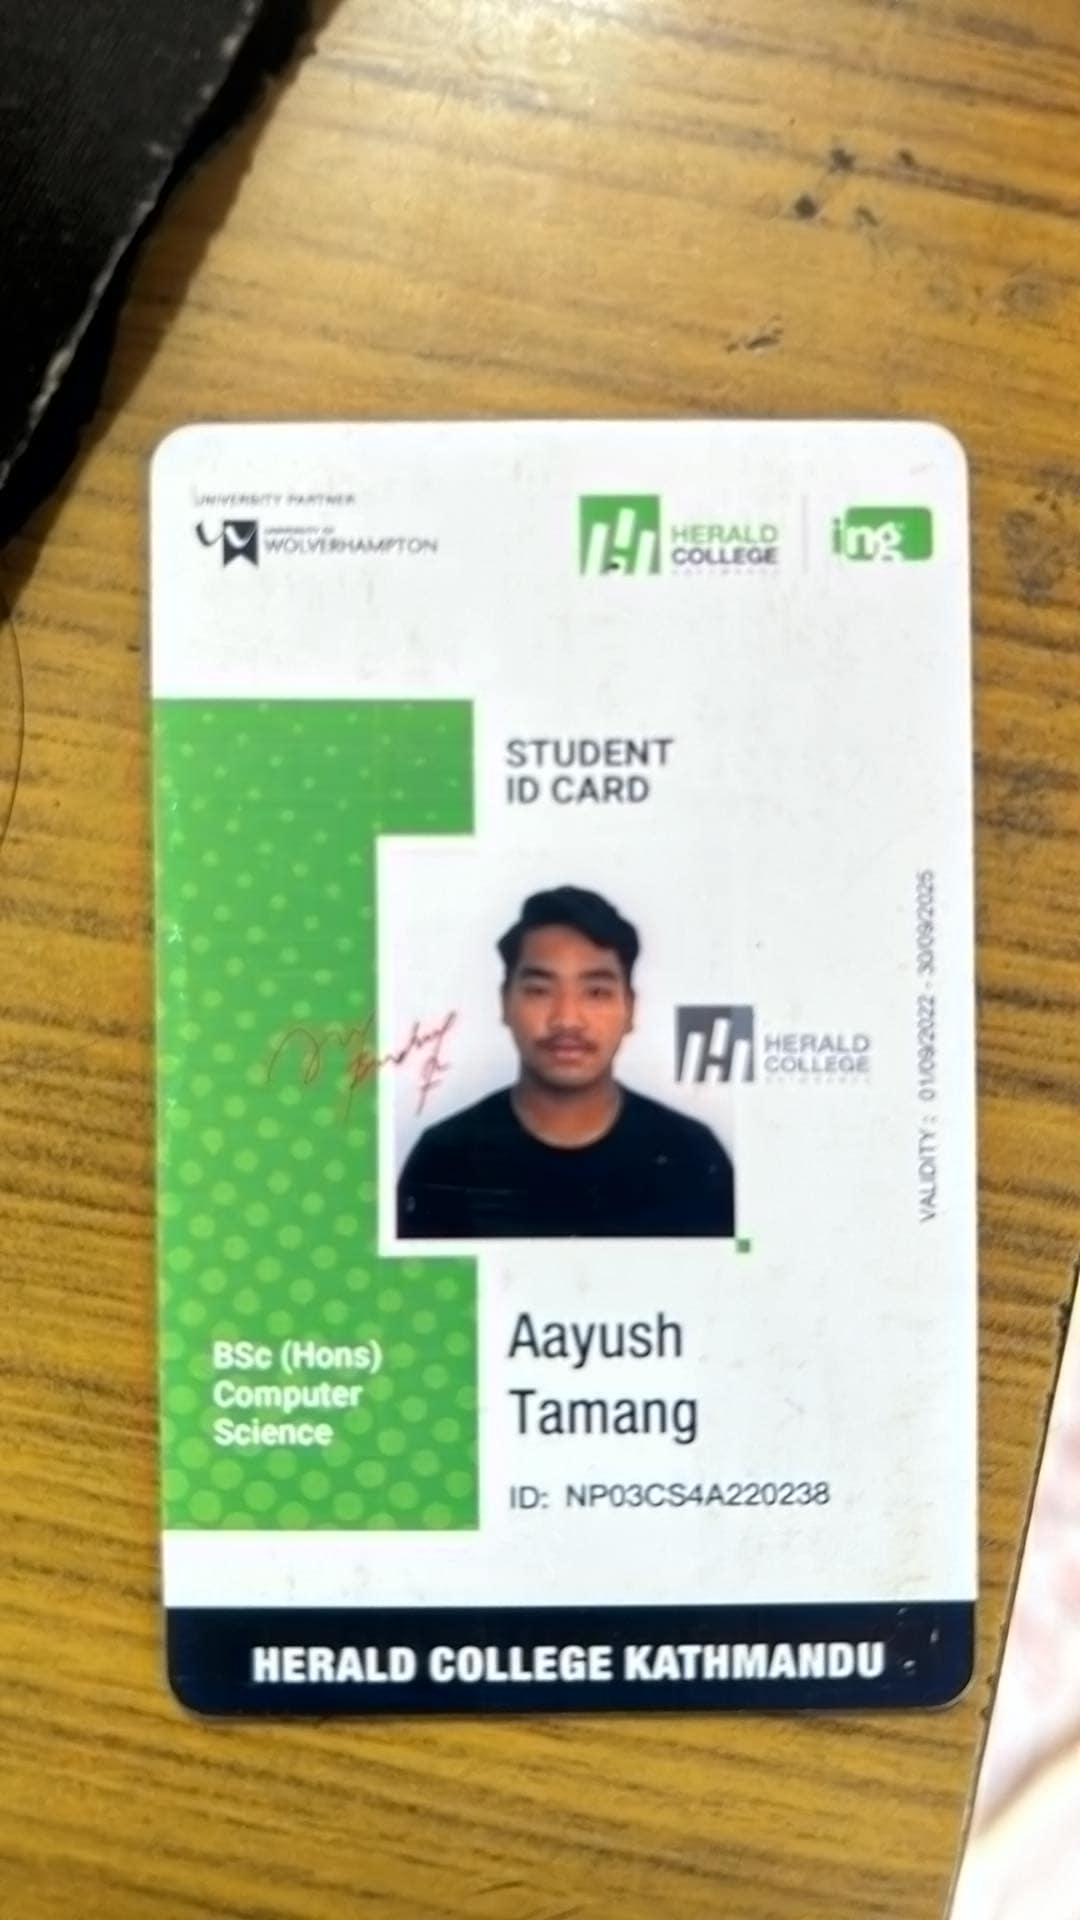 UNIVERSITY PARTNER
UNIVERSITY OF
WOLVERHAMPTON
HERALD
COLLEGE
KATHMANDU
ing
STUDENT
ID CARD
HERALD
COLLEGE
VALIDITY : 01/09/2022 - 30/09/2025
BSc (Hons)
Computer
Science
Aayush
Tamang
ID: NP03CS4A220238
HERALD COLLEGE KATHMANDU